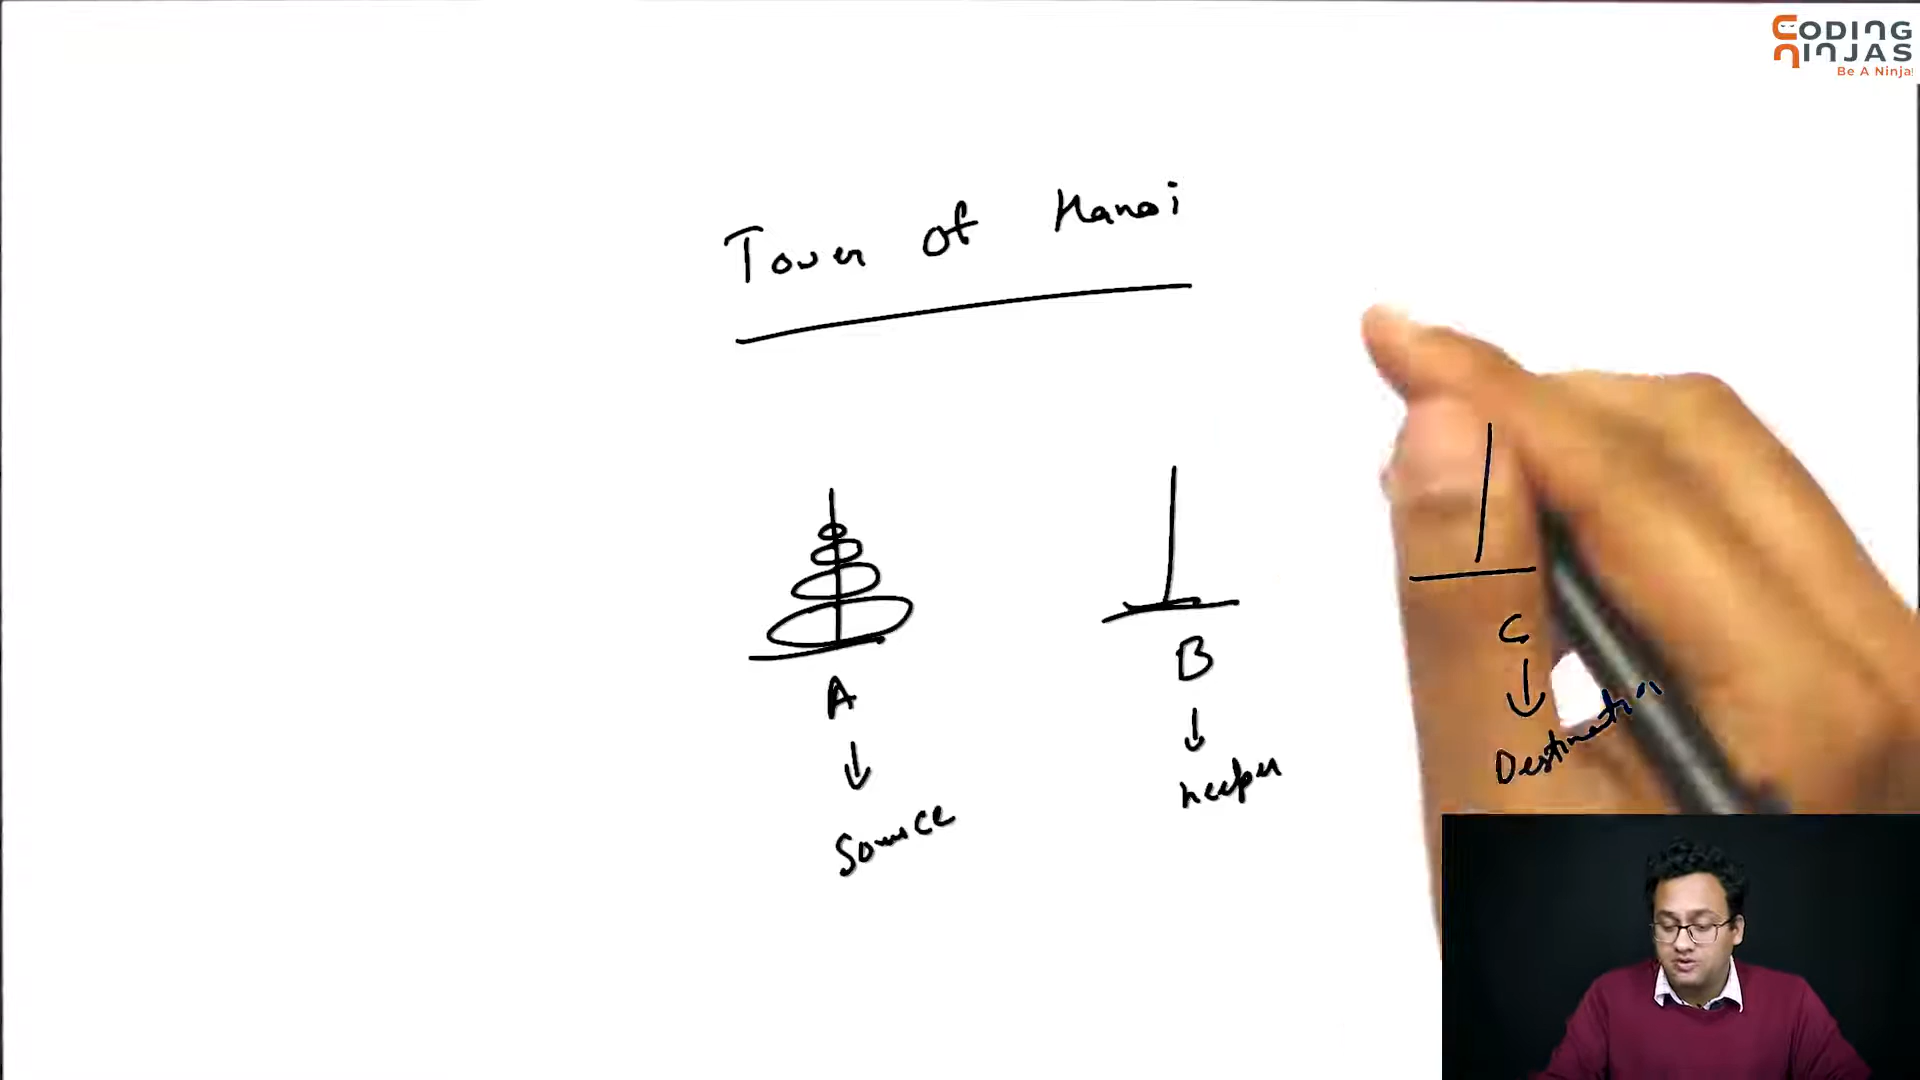 CODING
NINJAS
Be A Ninja!
Tower of Hanoi
A
B
C
Source
helper
Destination